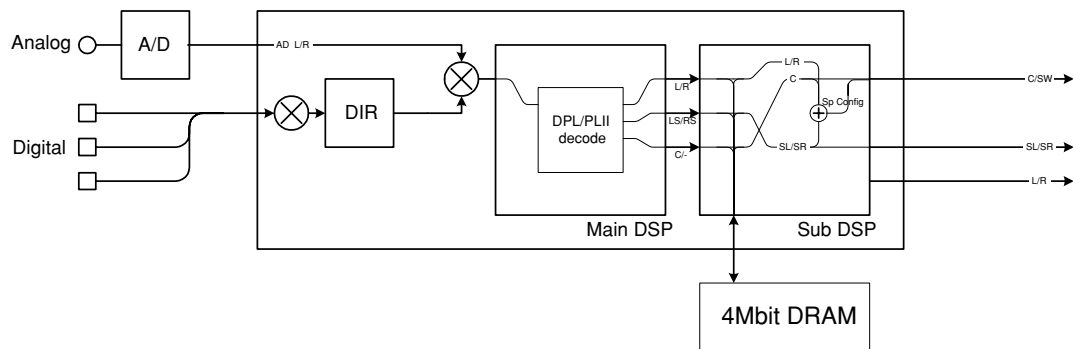 Analog
A/D
AD L/R
Digital
DIR
DPL/PLII
decode
L/R
LS/RS
C/-
Main DSP
L/R
C
Sp Config
SL/SR
Sub DSP
C/SW
SL/SR
L/R
4Mbit DRAM